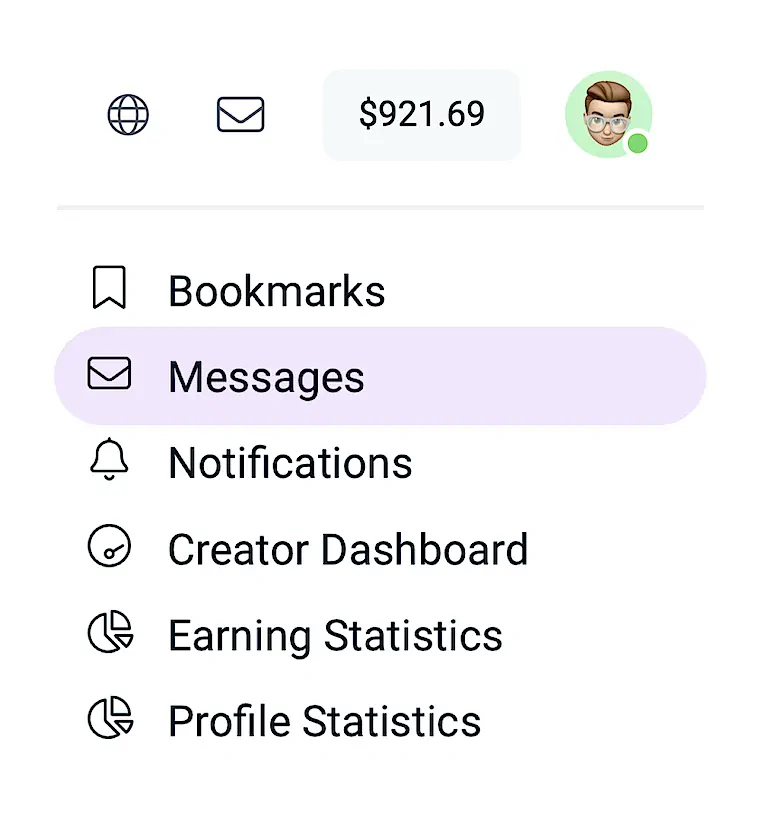 $921.69
Bookmarks
Messages
Notifications
Creator Dashboard
Earning Statistics
Profile Statistics